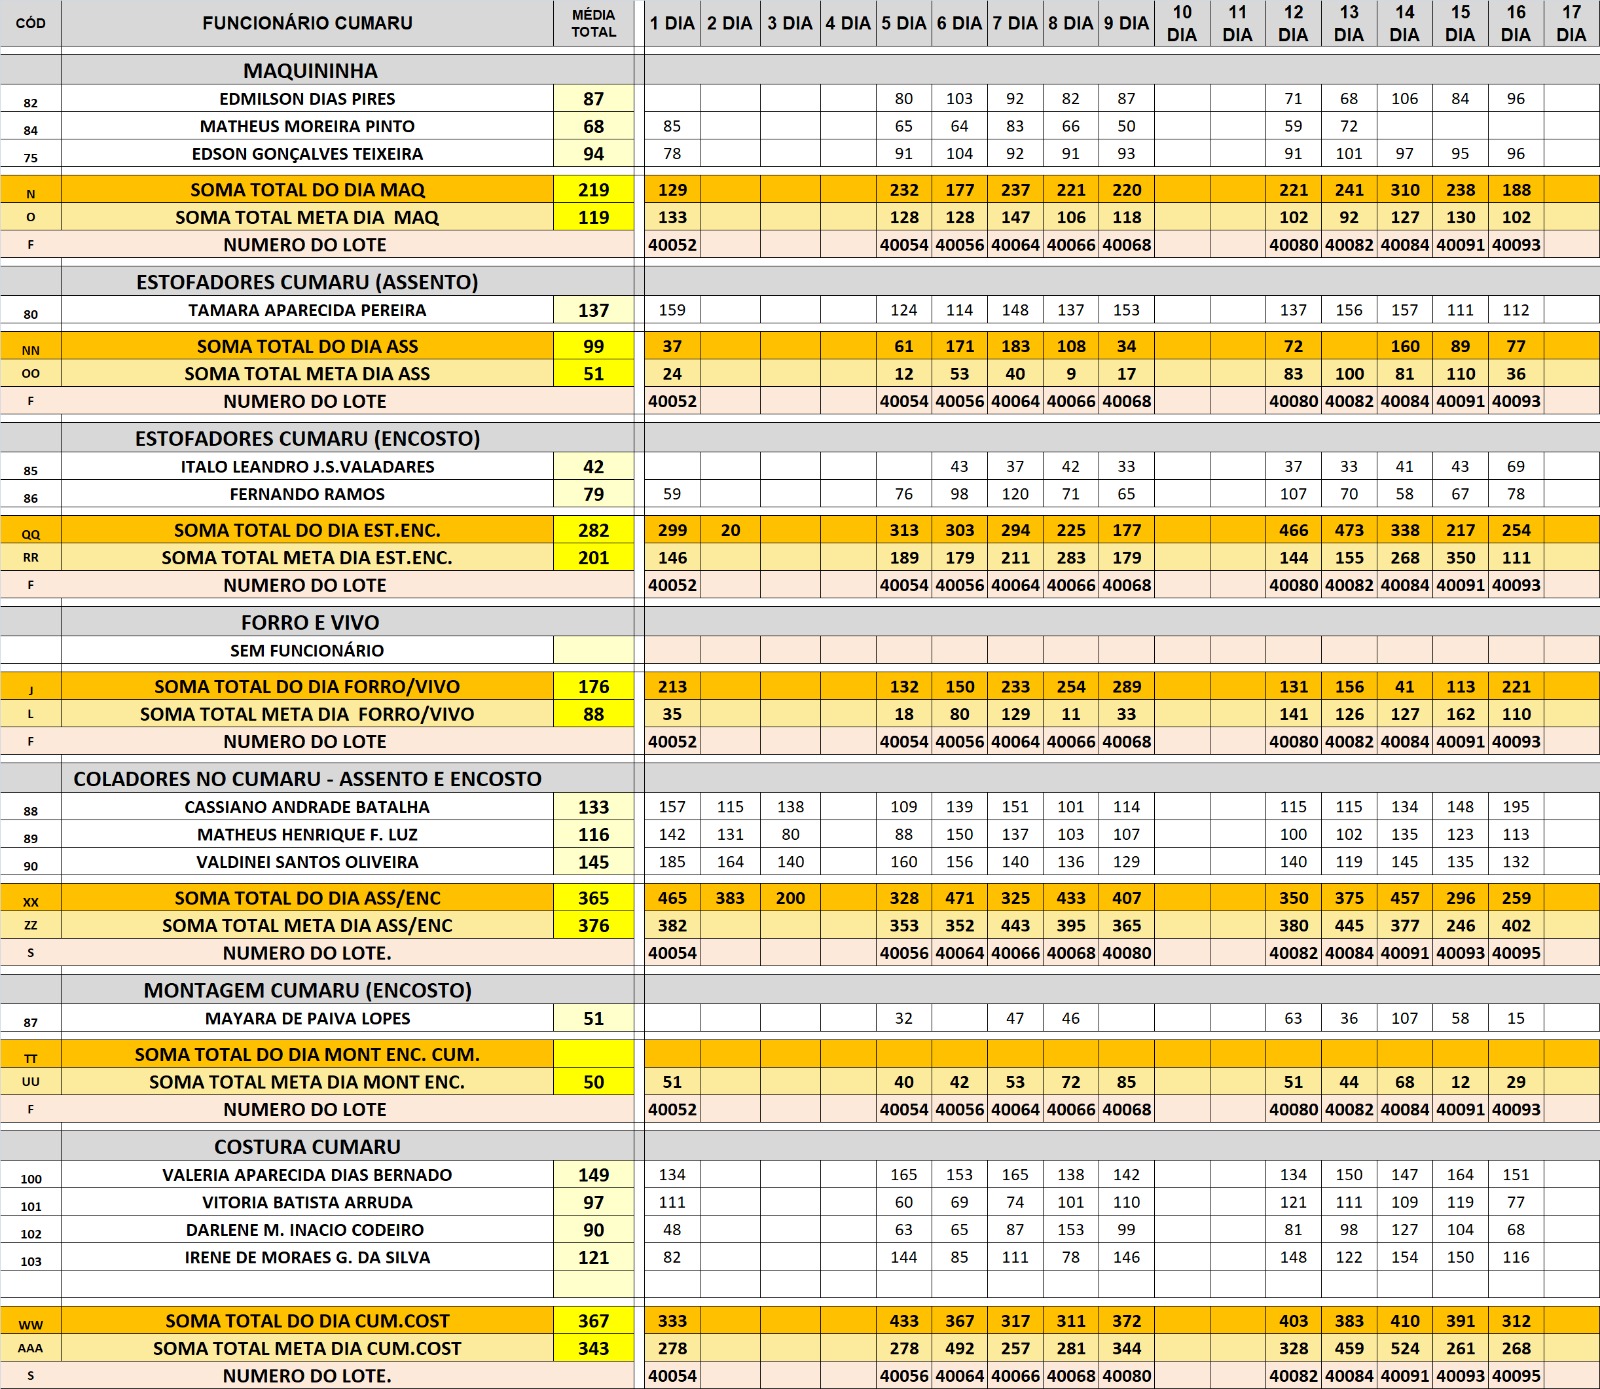 CÓD FUNCIONÁRIO CUMARU MÉDIA TOTAL 1 DIA 2 DIA 3 DIA 4 DIA 5 DIA 6 DIA 7 DIA 8 DIA 9 DIA 10 DIA 11 DIA 12 DIA 13 DIA 14 DIA 15 DIA 16 DIA 17 DIA
MAQUININHA
82 EDMILSON DIAS PIRES 87 80 103 92 82 87 71 68 106 84 96
84 MATHEUS MOREIRA PINTO 68 85 65 64 83 66 50 59 72
75 EDSON GONÇALVES TEIXEIRA 94 78 91 104 92 91 93 91 101 97 95 96
N SOMA TOTAL DO DIA MAQ 219 129 232 177 237 221 220 221 241 310 238 188
O SOMA TOTAL META DIA MAQ 119 133 128 128 147 106 118 102 92 127 130 102
F NUMERO DO LOTE 40052 40054 40056 40064 40066 40068 40080 40082 40084 40091 40093
ESTOFADORES CUMARU (ASSENTO)
80 TAMARA APARECIDA PEREIRA 137 159 124 114 148 137 153 137 156 157 111 112
NN SOMA TOTAL DO DIA ASS 99 37 61 171 183 108 34 72 160 89 77
OO SOMA TOTAL META DIA ASS 51 24 12 53 40 9 17 83 100 81 110 36
F NUMERO DO LOTE 40052 40054 40056 40064 40066 40068 40080 40082 40084 40091 40093
ESTOFADORES CUMARU (ENCOSTO)
85 ITALO LEANDRO J.S.VALADARES 42 43 37 42 33 37 33 41 43 69
86 FERNANDO RAMOS 79 59 76 98 120 71 65 107 70 58 67 78
QQ SOMA TOTAL DO DIA EST.ENC. 282 299 20 313 303 294 225 177 466 473 338 217 254
RR SOMA TOTAL META DIA EST.ENC. 201 146 189 179 211 283 179 144 155 268 350 111
F NUMERO DO LOTE 40052 40054 40056 40064 40066 40068 40080 40082 40084 40091 40093
FORRO E VIVO
SEM FUNCIONÁRIO
J SOMA TOTAL DO DIA FORRO/VIVO 176 213 132 150 233 254 289 131 156 41 113 221
L SOMA TOTAL META DIA FORRO/VIVO 88 35 18 80 129 11 33 141 126 127 162 110
F NUMERO DO LOTE 40052 40054 40056 40064 40066 40068 40080 40082 40084 40091 40093
COLADORES NO CUMARU - ASSENTO E ENCOSTO
88 CASSIANO ANDRADE BATALHA 133 157 115 138 109 139 151 101 114 115 115 134 148 195
89 MATHEUS HENRIQUE F. LUZ 116 142 131 80 88 150 137 103 107 100 102 135 123 113
90 VALDINEI SANTOS OLIVEIRA 145 185 164 140 160 156 140 136 129 140 119 145 135 132
XX SOMA TOTAL DO DIA ASS/ENC 365 465 383 200 328 471 325 433 407 350 375 457 296 259
ZZ SOMA TOTAL META DIA ASS/ENC 376 382 353 352 443 395 365 380 445 377 246 402
S NUMERO DO LOTE. 40054 40056 40064 40066 40068 40080 40082 40084 40091 40093 40095
MONTAGEM CUMARU (ENCOSTO)
87 MAYARA DE PAIVA LOPES 51 32 47 46 63 36 107 58 15
TT SOMA TOTAL DO DIA MONT ENC. CUM.
UU SOMA TOTAL META DIA MONT ENC. 50 51 40 42 53 72 85 51 44 68 12 29
F NUMERO DO LOTE 40052 40054 40056 40064 40066 40068 40080 40082 40084 40091 40093
COSTURA CUMARU
100 VALERIA APARECIDA DIAS BERNADO 149 134 165 153 165 138 142 134 150 147 164 151
101 VITORIA BATISTA ARRUDA 97 111 60 69 74 101 110 121 111 109 119 77
102 DARLENE M. INACIO CODEIRO 90 48 63 65 87 153 99 81 98 127 104 68
103 IRENE DE MORAES G. DA SILVA 121 82 144 85 111 78 146 148 122 154 150 116
WW SOMA TOTAL DO DIA CUM.COST 367 333 433 367 317 311 372 403 383 410 391 312
AAA SOMA TOTAL META DIA CUM.COST 343 278 278 492 257 281 344 328 459 524 261 268
S NUMERO DO LOTE. 40054 40056 40064 40066 40068 40080 40082 40084 40091 40093 40095